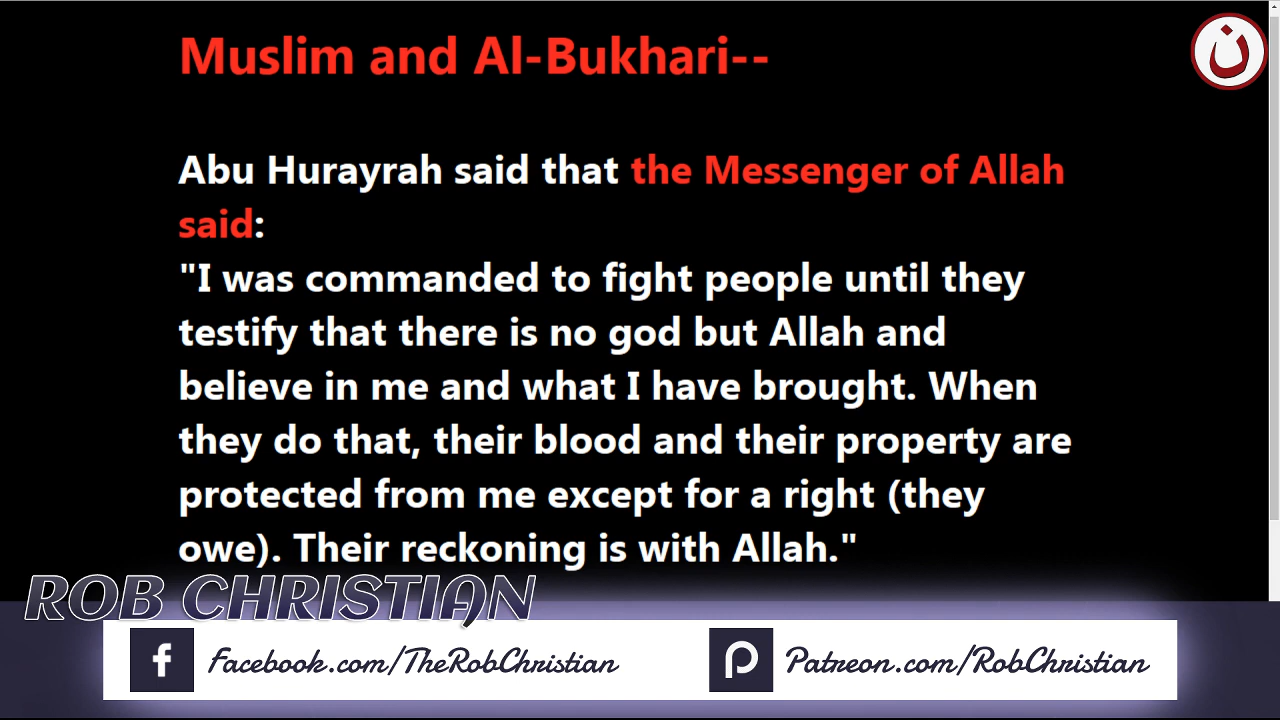 Muslim and Al-Bukhari--
ن
Abu Hurayrah said that the Messenger of Allah
said:
"I was commanded to fight people until they
testify that there is no god but Allah and
believe in me and what I have brought. When
they do that, their blood and their property are
protected from me except for a right (they
owe). Their reckoning is with Allah."
ROB CHRISTIAN
f Facebook.com/TheRobChristian
Patreon.com/RobChristian